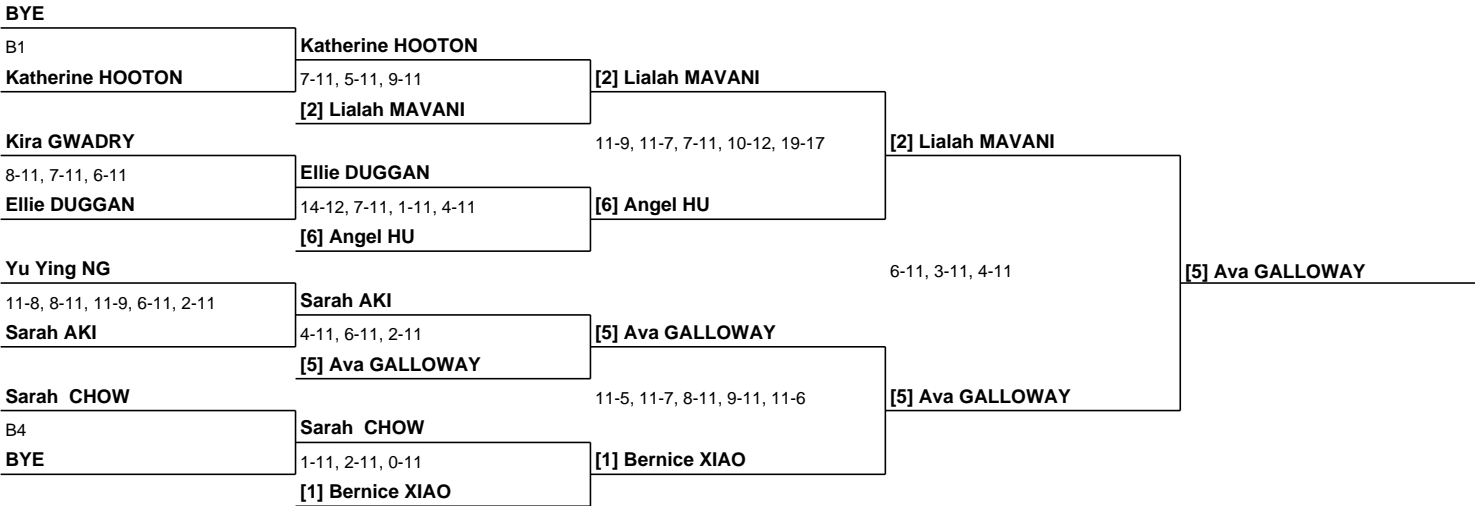 BYE
B1
Katherine HOOTON
Katherine HOOTON
7-11, 5-11, 9-11
[2] Lialah MAVANI
[2] Lialah MAVANI
Kira GWADRY
8-11, 7-11, 6-11
Ellie DUGGAN
Ellie DUGGAN
14-12, 7-11, 1-11, 4-11
[6] Angel HU
11-9, 11-7, 7-11, 10-12, 19-17
[6] Angel HU
[2] Lialah MAVANI
Yu Ying NG
11-8, 8-11, 11-9, 6-11, 2-11
Sarah AKI
Sarah AKI
4-11, 6-11, 2-11
[5] Ava GALLOWAY
[5] Ava GALLOWAY
Sarah CHOW
B4
BYE
Sarah CHOW
1-11, 2-11, 0-11
[1] Bernice XIAO
11-5, 11-7, 8-11, 9-11, 11-6
[1] Bernice XIAO
[5] Ava GALLOWAY
6-11, 3-11, 4-11
[5] Ava GALLOWAY